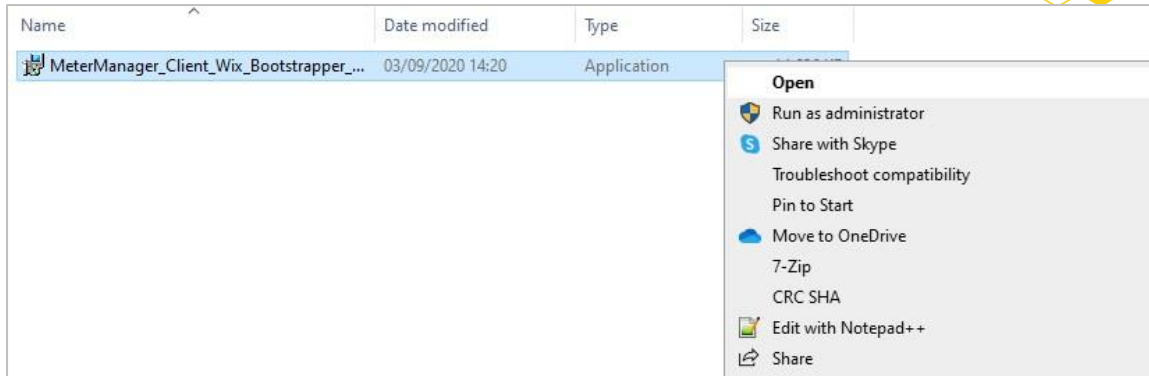 Name Date modified Type Size
MeterManager_Client_Wix_Bootstrapper_... 03/09/2020 14:20 Application
Open
Run as administrator
Share with Skype
Troubleshoot compatibility
Pin to Start
Move to OneDrive
7-Zip
CRC SHA
Edit with Notepad++
Share